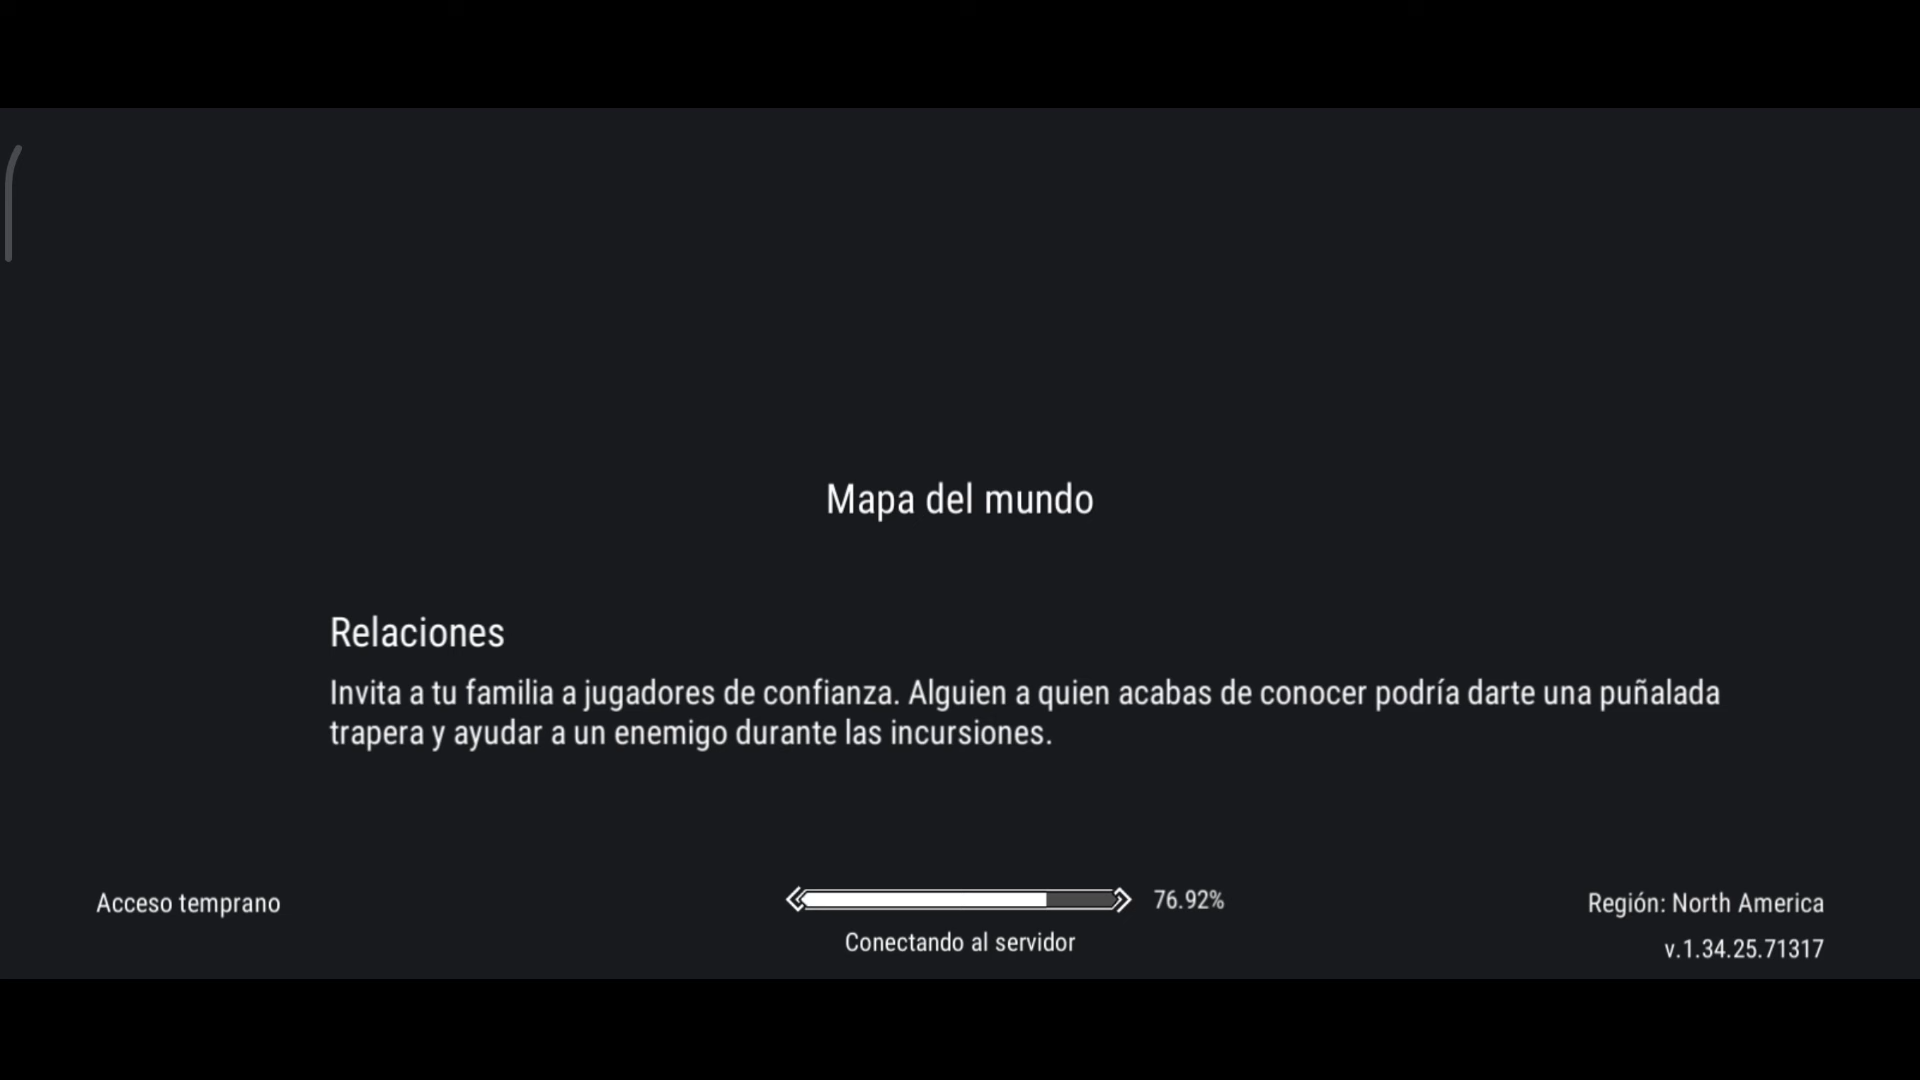 Mapa del mundo
Relaciones
Invita a tu familia a jugadores de confianza. Alguien a quien acabas de conocer podría darte una puñalada
trapera y ayudar a un enemigo durante las incursiones.
Acceso temprano
76.92%
Conectando al servidor
Región: North America
v.1.34.25.71317